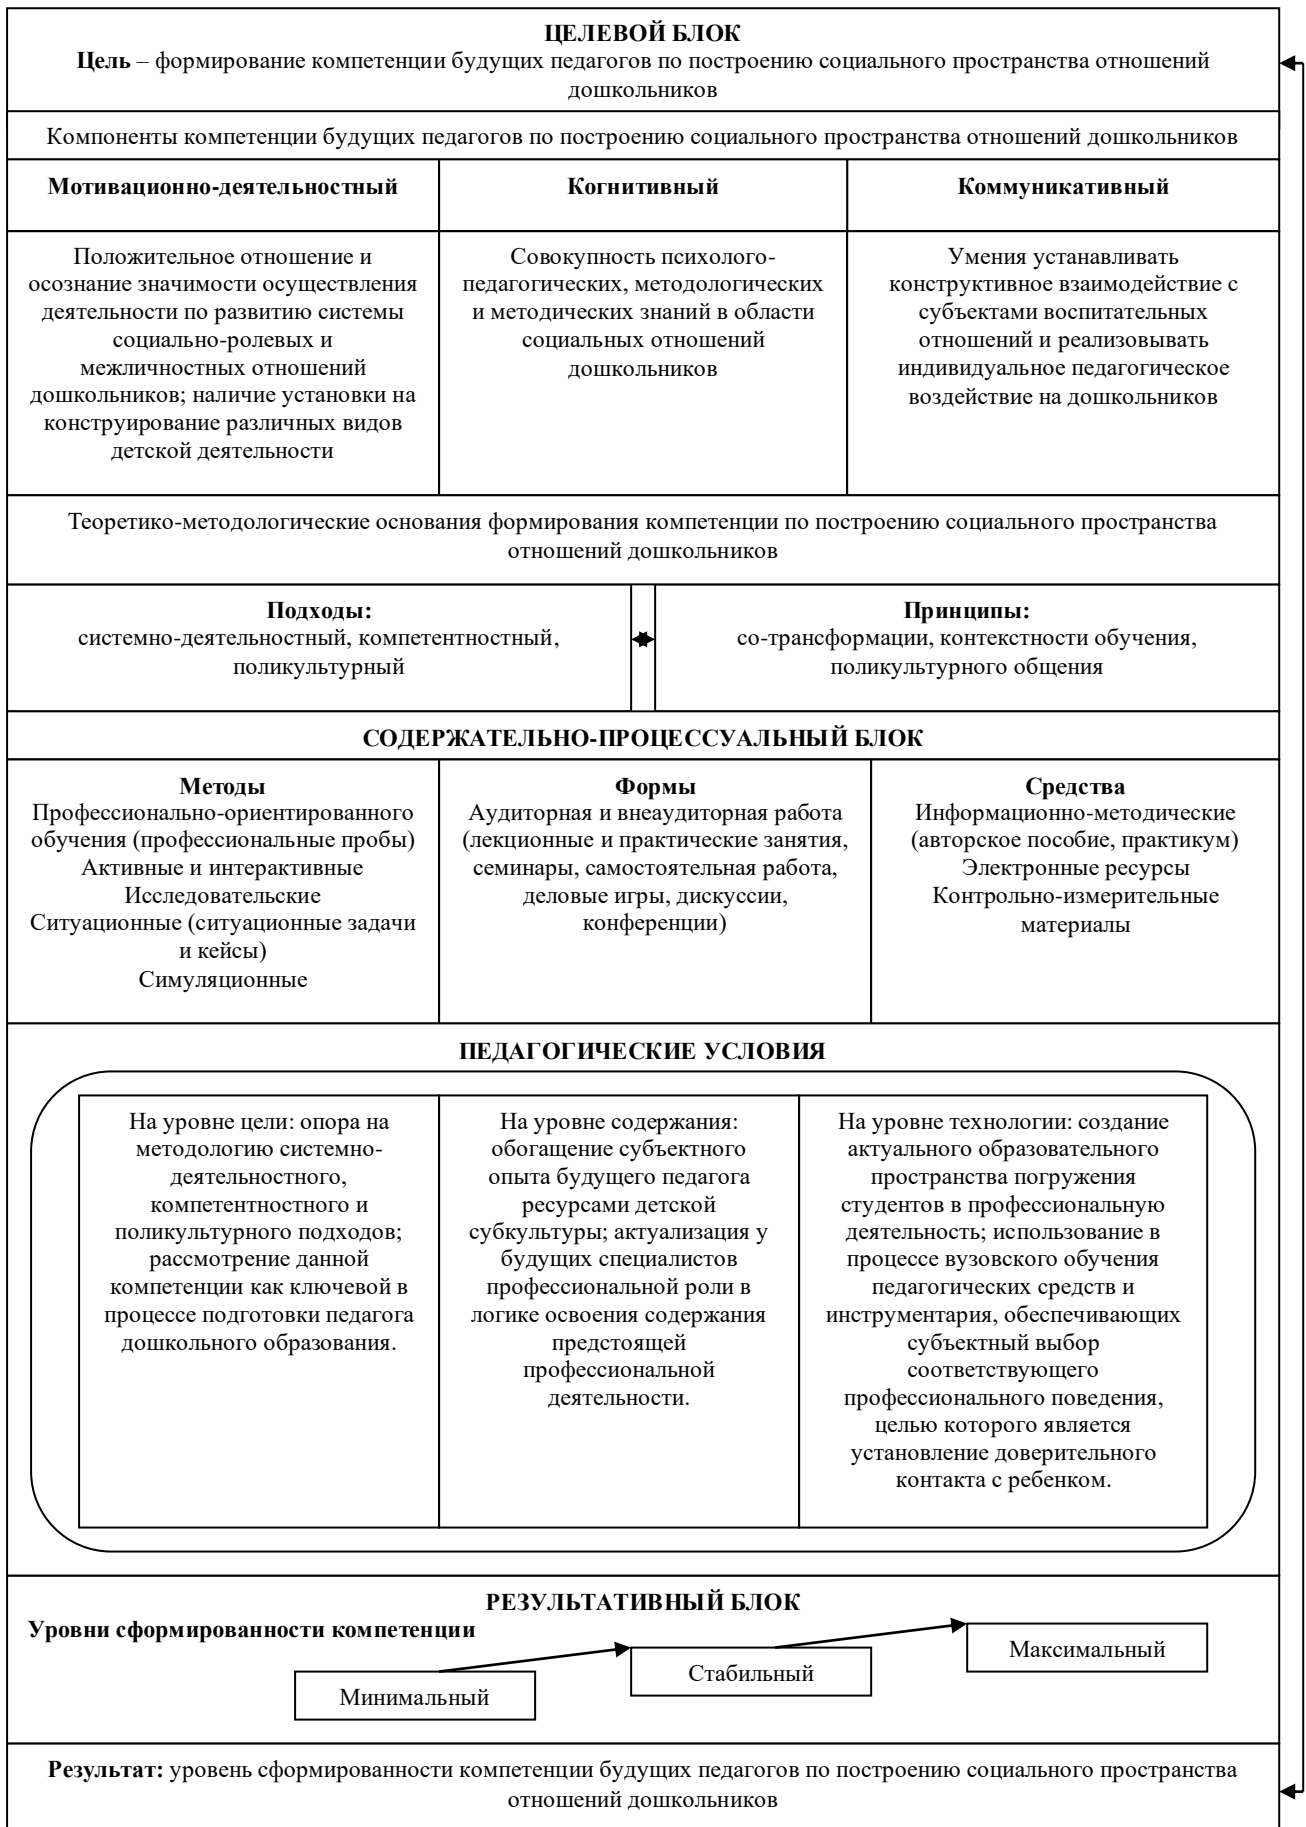 ЦЕЛЕВОЙ БЛОК
Цель – формирование компетенции будущих педагогов по построению социального пространства отношений
дошкольников
Компоненты компетенции будущих педагогов по построению социального пространства отношений дошкольников
Мотивационно-деятельностный
Положительное отношение и
осознание значимости осуществления
деятельности по развитию системы
социально-ролевых и
межличностных отношений
дошкольников; наличие установки на
конструирование различных видов
детской деятельности
Когнитивный
Совокупность психолого-
педагогических, методологических
и методических знаний в области
социальных отношений
дошкольников
Коммуникативный
Умения устанавливать
конструктивное взаимодействие с
субъектами воспитательных
отношений и реализовывать
индивидуальное педагогическое
воздействие на дошкольников
Теоретико-методологические основания формирования компетенции по построению социального пространства
отношений дошкольников
Подходы:
системно-деятельностный, компетентностный,
поликультурный
Принципы:
со-трансформации, контекстности обучения,
поликультурного общения
СОДЕРЖАТЕЛЬНО-ПРОЦЕССУАЛЬНЫЙ БЛОК
Методы
Профессионально-ориентированного
обучения (профессиональные пробы)
Активные и интерактивные
Исследовательские
Ситуационные (ситуационные задачи
и кейсы)
Симуляционные
Формы
Аудиторная и внеаудиторная работа
(лекционные и практические занятия,
семинары, самостоятельная работа,
деловые игры, дискуссии,
конференции)
Средства
Информационно-методические
(авторское пособие, практикум)
Электронные ресурсы
Контрольно-измерительные
материалы
ПЕДАГОГИЧЕСКИЕ УСЛОВИЯ
На уровне цели: опора на
методологию системно-
деятельностного,
компетентностного и
поликультурного подходов;
рассмотрение данной
компетенции как ключевой в
процессе подготовки педагога
дошкольного образования.
На уровне содержания:
обогащение субъектного
опыта будущего педагога
ресурсами детской
субкультуры; актуализация у
будущих специалистов
профессиональной роли в
логике освоения содержания
предстоящей
профессиональной
деятельности.
На уровне технологии: создание
актуального образовательного
пространства погружения
студентов в профессиональную
деятельность; использование в
процессе вузовского обучения
педагогических средств и
инструментария, обеспечивающих
субъектный выбор
соответствующего
профессионального поведения,
целью которого является
установление доверительного
контакта с ребенком.
РЕЗУЛЬТАТИВНЫЙ БЛОК
Уровни сформированности компетенции
Минимальный
Стабильный
Максимальный
Результат: уровень сформированности компетенции будущих педагогов по построению социального пространства
отношений дошкольников